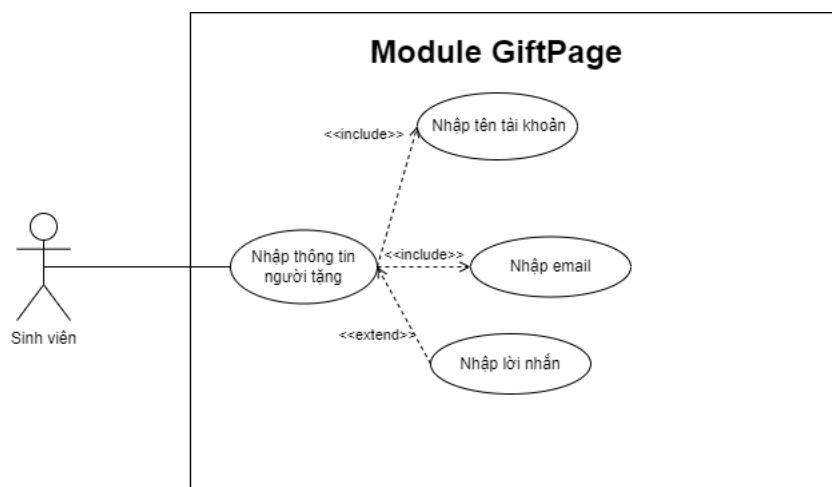 Module GiftPage
Nhập tên tài khoản
<<include>>
Nhập thông tin
người tặng
<<include>>
Nhập email
Sinh viên
<<extend>>
Nhập lời nhắn